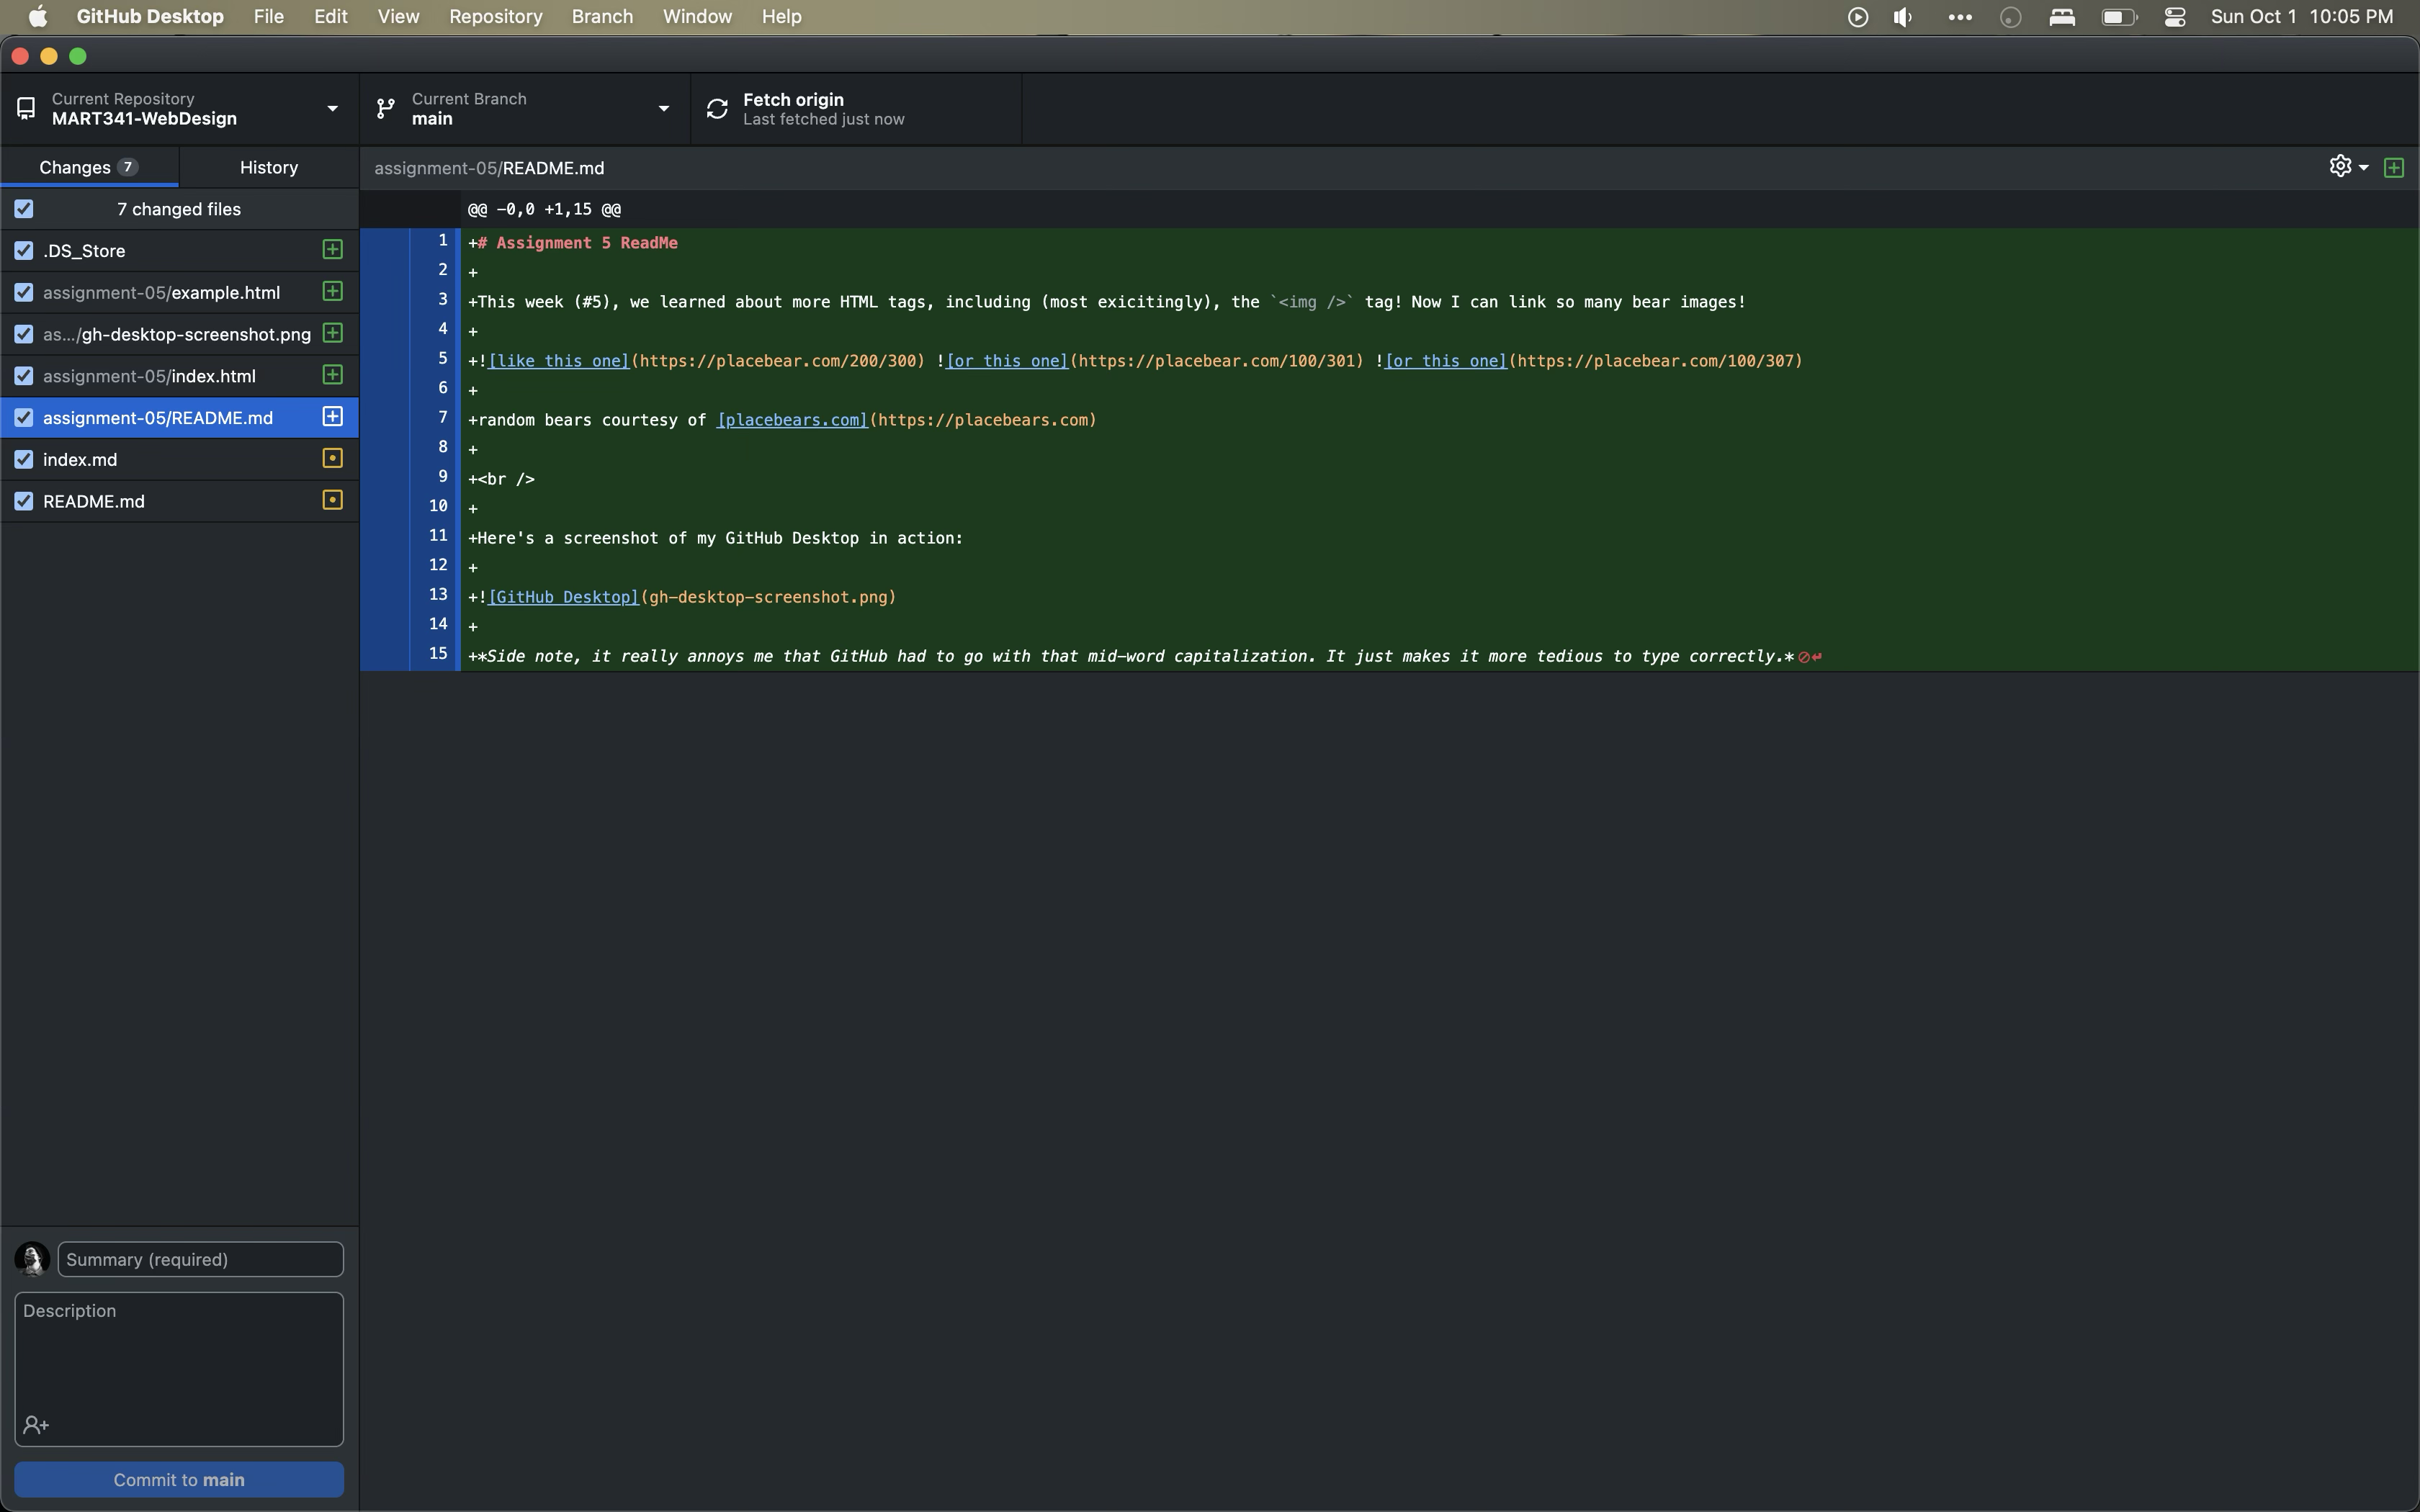 GitHub Desktop File Edit View Repository Branch Window Help Sun Oct 1 10:05 PM
Current Repository
MART341-WebDesign
Current Branch
main
Fetch origin
Last fetched just now
Changes 7 History
7 changed files
.DS_Store
assignment-05/example.html
as.../gh-desktop-screenshot.png
assignment-05/index.html
assignment-05/README.md
index.md
README.md
assignment-05/README.md
@@ -0,0 +1,15 @@
1 +# Assignment 5 ReadMe
2 +
3 +This week (#5), we learned about more HTML tags, including (most exicitingly), the `<img />` tag! Now I can link so many bear images!
4 +
5 +![like this one](https://placebear.com/200/300) ![or this one](https://placebear.com/100/301) ![or this one](https://placebear.com/100/307)
6 +
7 +random bears courtesy of [placebears.com](https://placebears.com)
8 +
9 +<br />
10 +
11 +Here's a screenshot of my GitHub Desktop in action:
12 +
13 +![GitHub Desktop](gh-desktop-screenshot.png)
14 +
15 +*Side note, it really annoys me that GitHub had to go with that mid-word capitalization. It just makes it more tedious to type correctly.*
Summary (required)
Description
Commit to main